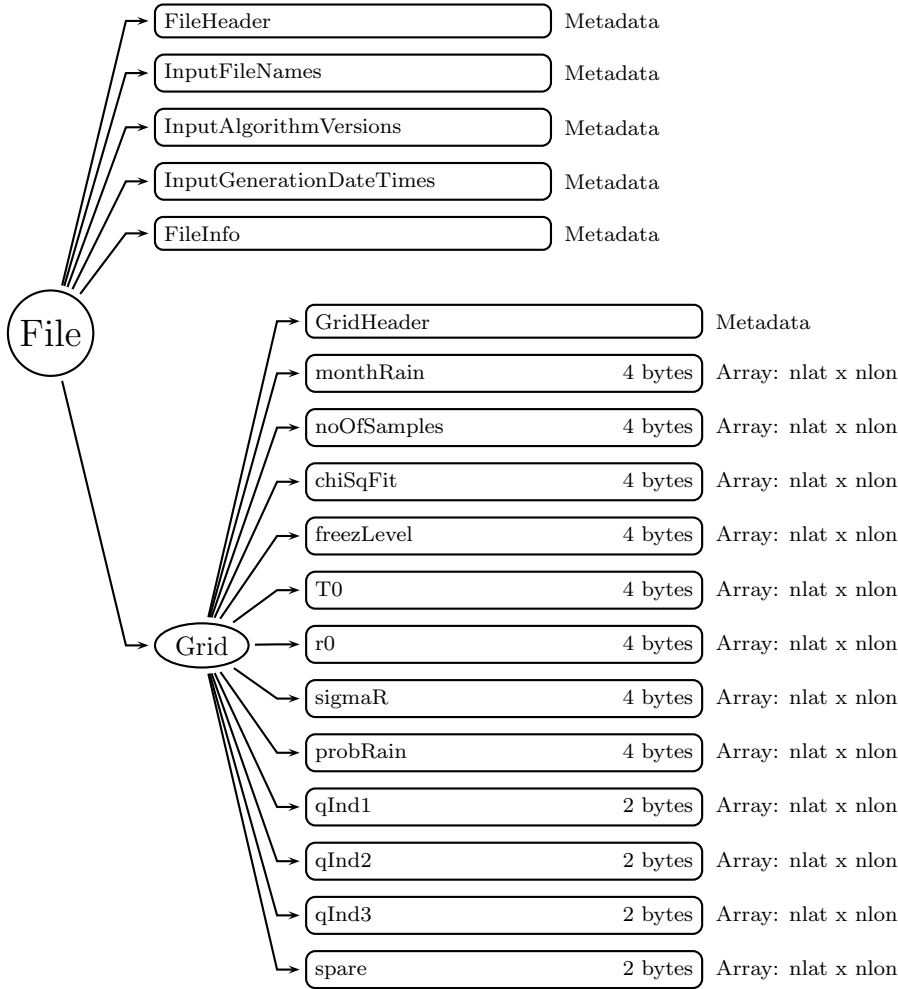 FileHeader Metadata
InputFileNames Metadata
InputAlgorithmVersions Metadata
InputGenerationDateTimes Metadata
FileInfo Metadata
File
GridHeader Metadata
monthRain 4 bytes Array: nlat x nlon
noOfSamples 4 bytes Array: nlat x nlon
chiSqFit 4 bytes Array: nlat x nlon
freezLevel 4 bytes Array: nlat x nlon
T0 4 bytes Array: nlat x nlon
Grid
r0 4 bytes Array: nlat x nlon
sigmaR 4 bytes Array: nlat x nlon
probRain 4 bytes Array: nlat x nlon
qInd1 2 bytes Array: nlat x nlon
qInd2 2 bytes Array: nlat x nlon
qInd3 2 bytes Array: nlat x nlon
spare 2 bytes Array: nlat x nlon